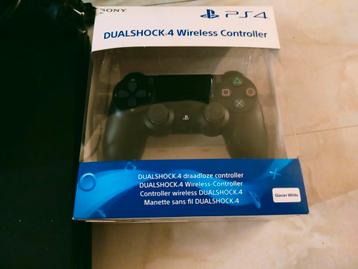 SONY
PS4
DUALSHOCK.4 Wireless Controller
DUALSHOCK.4 draadloze controller
DUALSHOCK.4 Wireless-Controller
Controller wireless DUALSHOCK.4
Manette sans fil DUALSHOCK.4
Glacier White